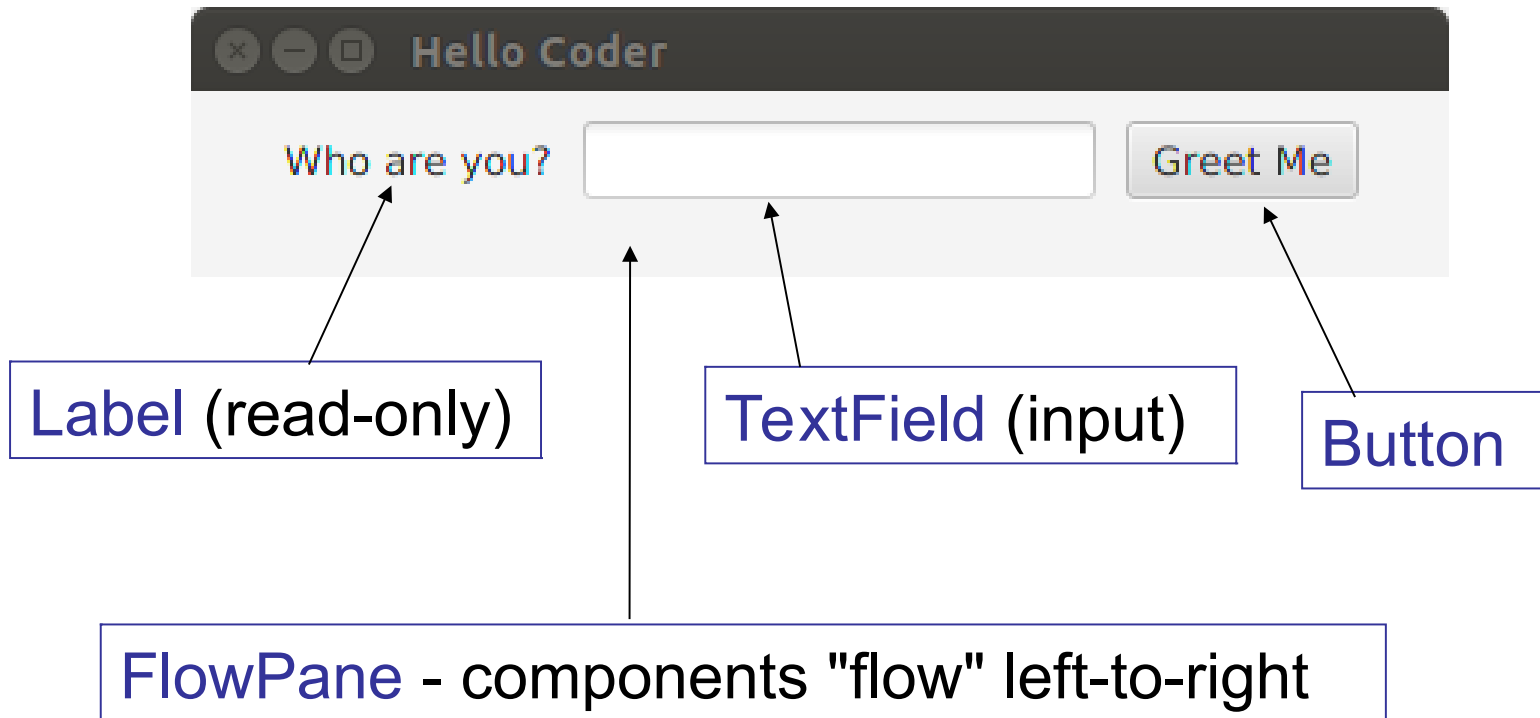 Hello Coder
Who are you? Greet Me
Label (read-only) TextField (input) Button
FlowPane - components "flow" left-to-right